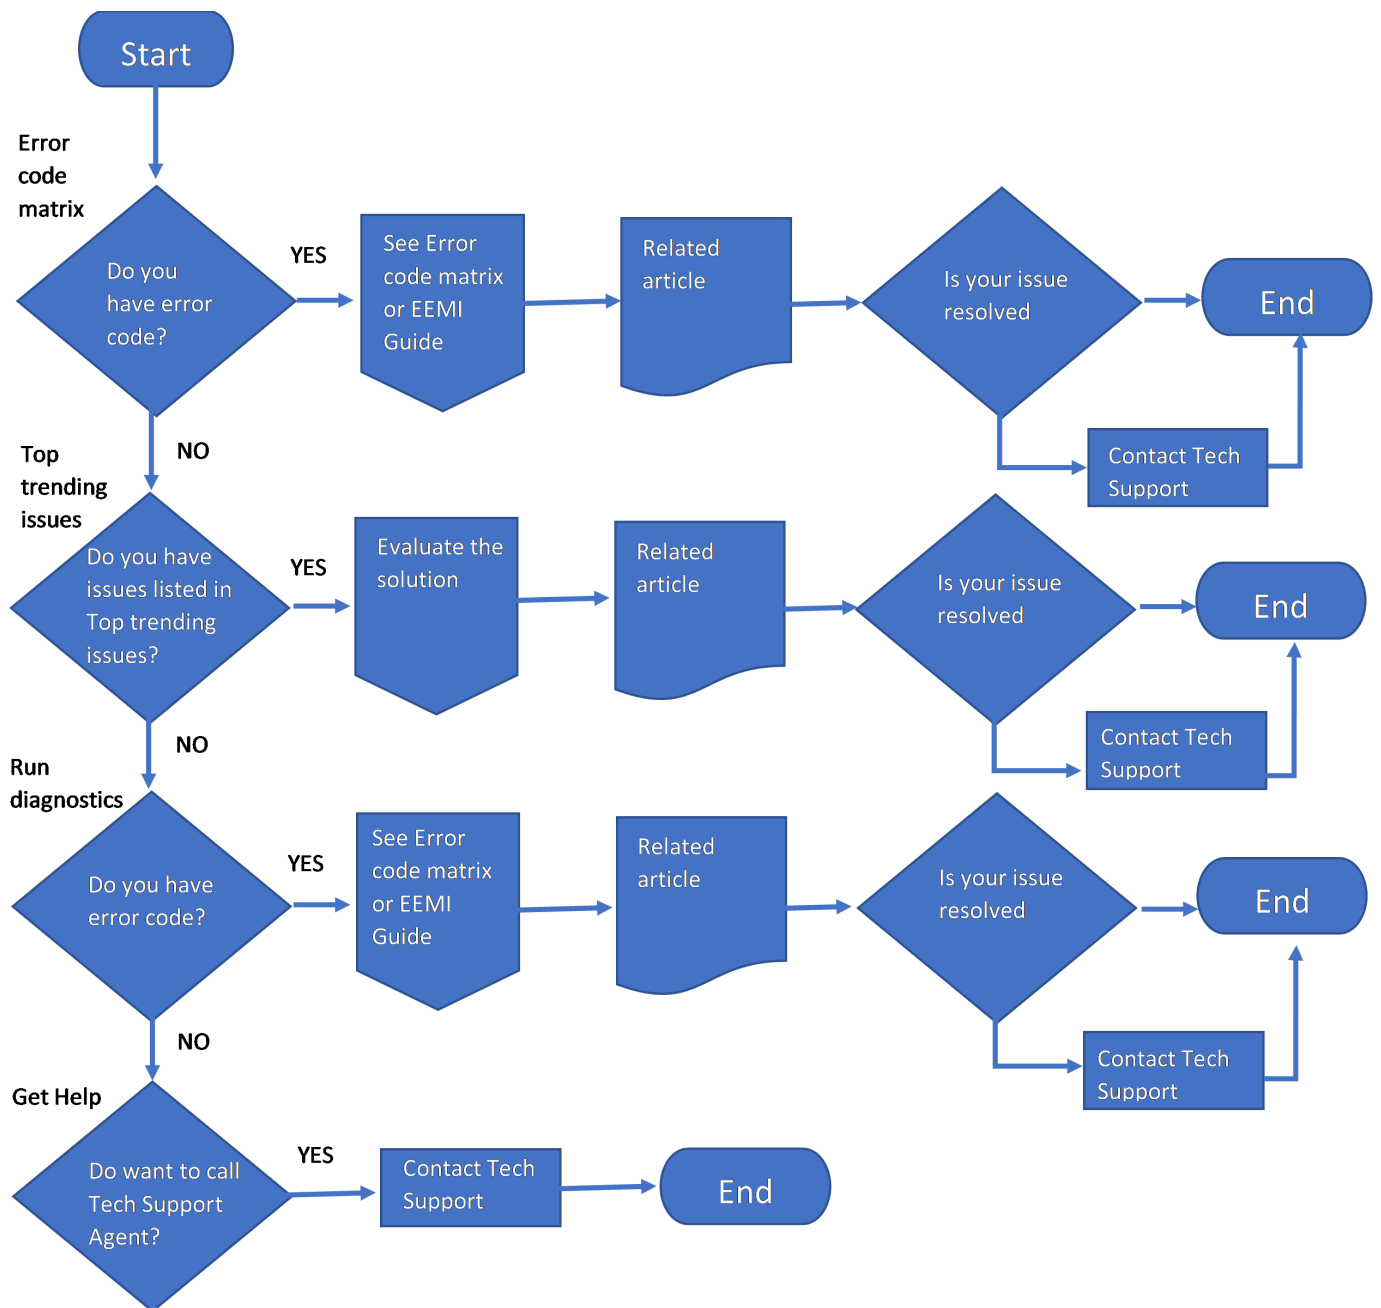 Start
Error
code
matrix
Do you
have error
code?
YES
See Error
code matrix
or EEMI
Guide
Related
article
Is your issue
resolved
End
Contact Tech
Support
NO
Top
trending
issues
Do you have
issues listed in
Top trending
issues?
YES
Evaluate the
solution
Related
article
Is your issue
resolved
End
Contact Tech
Support
NO
Run
diagnostics
Do you have
error code?
YES
See Error
code matrix
or EEMI
Guide
Related
article
Is your issue
resolved
End
Contact Tech
Support
NO
Get Help
Do want to call
Tech Support
Agent?
YES
Contact Tech
Support
End